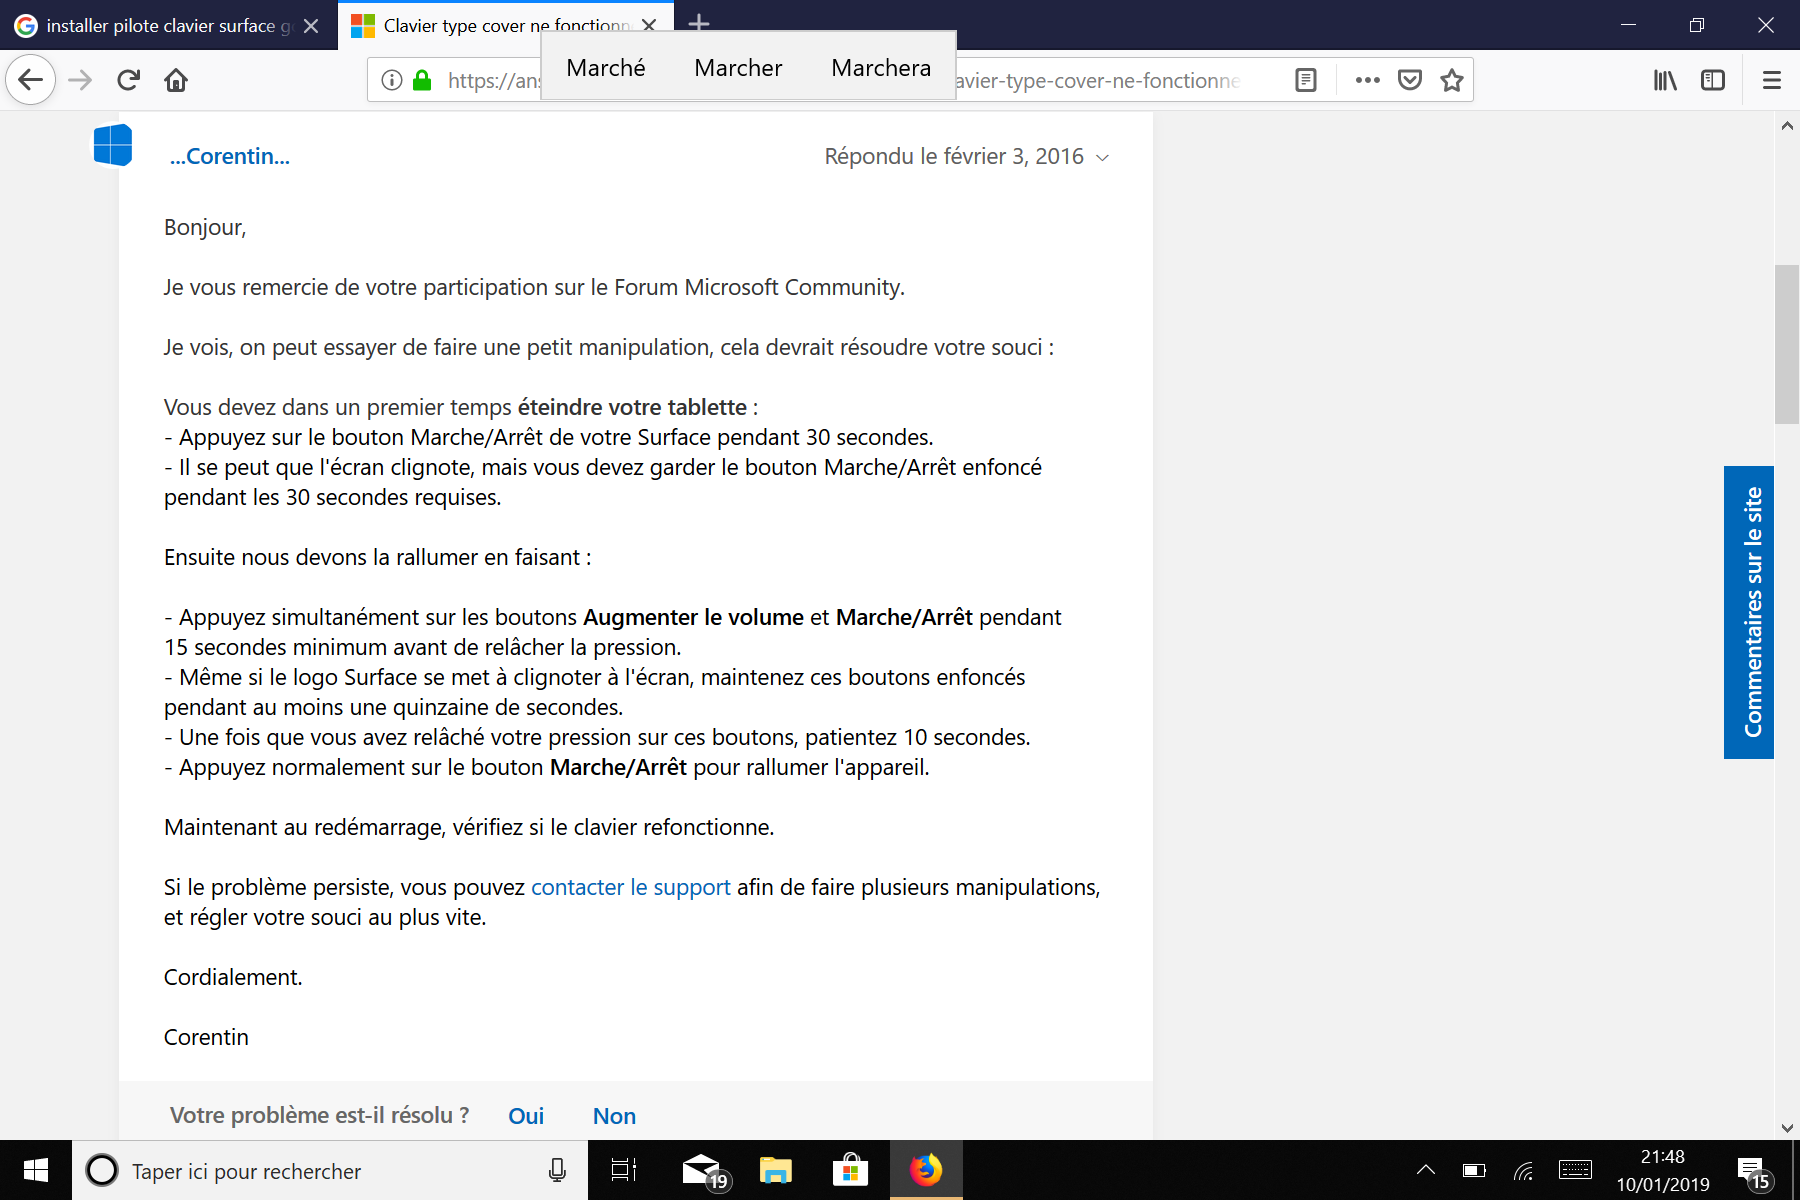 installer pilote clavier surface g
Clavier type cover ne fonctionn
Marché Marcher Marchera
https://ans
avier-type-cover-ne-fonctionne
...Corentin...
Répondu le février 3, 2016
Bonjour,
Je vous remercie de votre participation sur le Forum Microsoft Community.
Je vois, on peut essayer de faire une petit manipulation, cela devrait résoudre votre souci :
Vous devez dans un premier temps éteindre votre tablette :
- Appuyez sur le bouton Marche/Arrêt de votre Surface pendant 30 secondes.
- Il se peut que l'écran clignote, mais vous devez garder le bouton Marche/Arrêt enfoncé
pendant les 30 secondes requises.
Ensuite nous devons la rallumer en faisant :
- Appuyez simultanément sur les boutons Augmenter le volume et Marche/Arrêt pendant
15 secondes minimum avant de relâcher la pression.
- Même si le logo Surface se met à clignoter à l'écran, maintenez ces boutons enfoncés
pendant au moins une quinzaine de secondes.
- Une fois que vous avez relâché votre pression sur ces boutons, patientez 10 secondes.
- Appuyez normalement sur le bouton Marche/Arrêt pour rallumer l'appareil.
Maintenant au redémarrage, vérifiez si le clavier refonctionne.
Si le problème persiste, vous pouvez contacter le support afin de faire plusieurs manipulations,
et régler votre souci au plus vite.
Cordialement.
Corentin
Votre problème est-il résolu ? Oui Non
Commentaires sur le site
Taper ici pour rechercher
19
21:48
10/01/2019
15